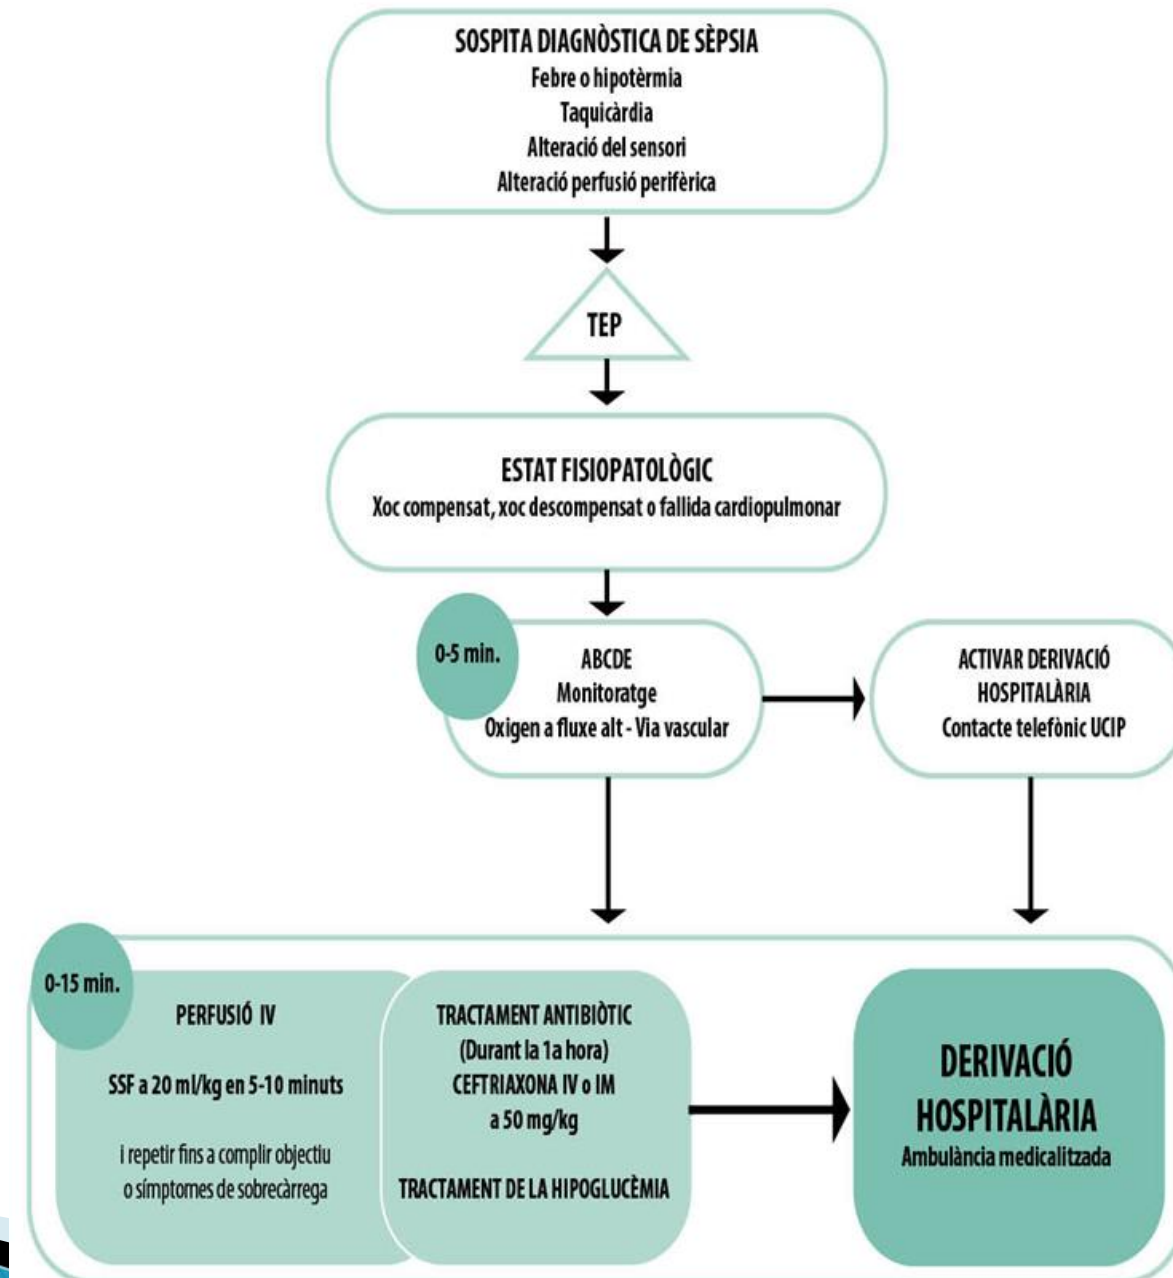 SOSPITA DIAGNÒSTICA DE SÈPSIA
Febre o hipotèrmia
Taquicàrdia
Alteració del sensori
Alteració perfusió perifèrica
TEP
ESTAT FISIOPATOLÒGIC
Xoc compensat, xoc descompensat o fallida cardiopulmonar
0-5 min.
ABCDE
Monitoratge
Oxigen a fluxe alt - Via vascular
ACTIVAR DERIVACIÓ
HOSPITALÀRIA
Contacte telefònic UCIP
0-15 min.
PERFUSIÓ IV
SSF a 20 ml/kg en 5-10 minuts
i repetir fins a complir objectiu
o símptomes de sobrecàrrega
TRACTAMENT ANTIBIÒTIC
(Durant la 1a hora)
CEFTRIAXONA IV o IM
a 50 mg/kg
TRACTAMENT DE LA HIPOGLUCÈMIA
DERIVACIÓ
HOSPITALÀRIA
Ambulància medicalitzada